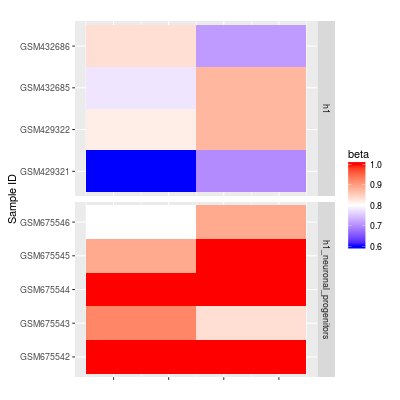 GSM432686
GSM432685
GSM429322
GSM429321
h1
GSM675546
GSM675545
GSM675544
GSM675543
GSM675542
h1_neuronal_progenitors
Sample ID
beta
1.0
0.9
0.8
0.7
0.6